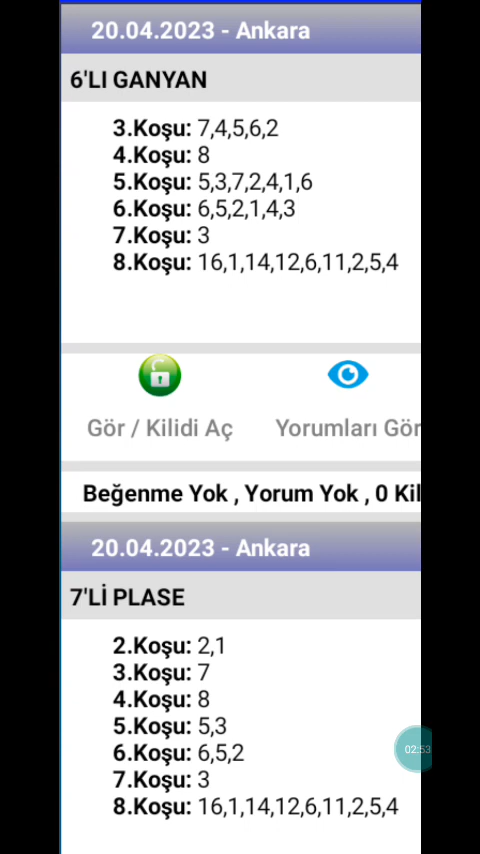 20.04.2023 - Ankara
6'LI GANYAN
3.Koşu: 7,4,5,6,2
4.Koşu: 8
5.Koşu: 5,3,7,2,4,1,6
6.Koşu: 6,5,2,1,4,3
7.Koşu: 3
8.Koşu: 16,1,14,12,6,11,2,5,4
Gör / Kilidi Aç Yorumları Gör
Beğenme Yok , Yorum Yok , 0 Kil
20.04.2023 - Ankara
7'Lİ PLASE
2.Koşu: 2,1
3.Koşu: 7
4.Koşu: 8
5.Koşu: 5,3
6.Koşu: 6,5,2
02:53
7.Koşu: 3
8.Koşu: 16,1,14,12,6,11,2,5,4